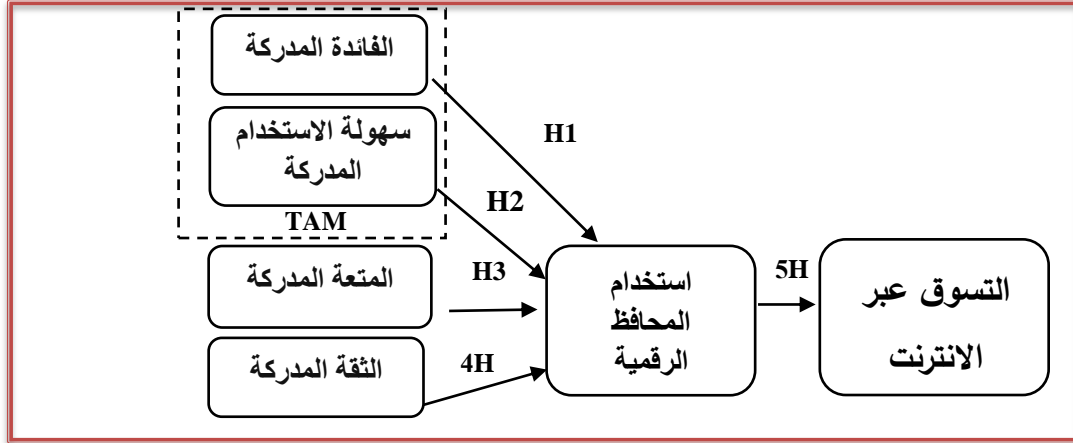 الفائدة المدركة
سهولة الاستخدام
المدركة
TAM
المتعة المدركة
الثقة المدركة
H1
H2
H3
4H
استخدام
المحافظ
الرقمية
5H
التسوق عبر
الانترنت